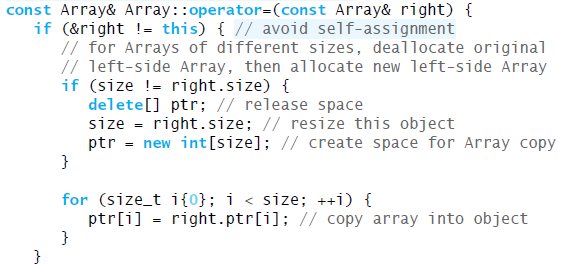 const Array& Array::operator=(const Array& right) {
   if (&right != this) { // avoid self-assignment
      // for Arrays of different sizes, deallocate original
      // left-side Array, then allocate new left-side Array
      if (size != right.size) {
         delete[] ptr; // release space
         size = right.size; // resize this object
         ptr = new int[size]; // create space for Array copy
      }

      for (size_t i{0}; i < size; ++i) {
         ptr[i] = right.ptr[i]; // copy array into object
      }
   }